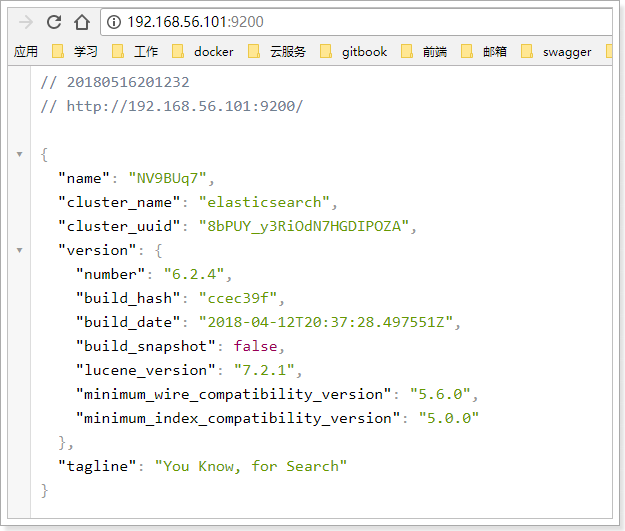 192.168.56.101:9200
应用 学习 工作 docker 云服务 gitbook 前端 邮箱 swagger
// 20180516201232
// http://192.168.56.101:9200/
{
"name": "NV9BUq7",
"cluster_name": "elasticsearch",
"cluster_uuid": "8bPUY_y3RiOdN7HGDIPOZA",
"version": {
"number": "6.2.4",
"build_hash": "ccec39f",
"build_date": "2018-04-12T20:37:28.497551Z",
"build_snapshot": false,
"lucene_version": "7.2.1",
"minimum_wire_compatibility_version": "5.6.0",
"minimum_index_compatibility_version": "5.0.0"
},
"tagline": "You Know, for Search"
}